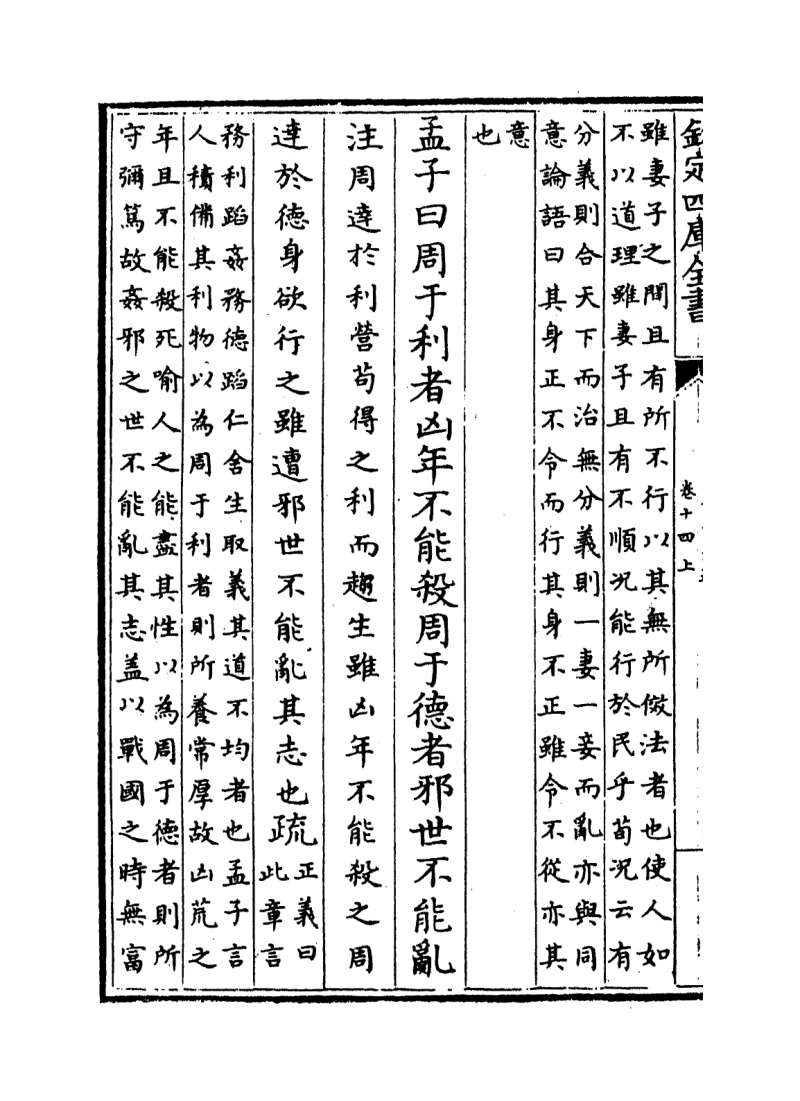 欽定四庫全書
卷十四上
雖妻子之間且有所不行以其無所倣法者也使人如
不以道理雖妻子且有不順况能行於民乎荀况云有
分義則合天下而治無分義則一妻一妾而亂亦與同
意論語曰其身正不令而行其身不正雖令不從亦其
意
也
孟子曰周于利者凶年不能殺周于德者邪世不能亂
注周達於利營茍得之利而趨生雖凶年不能殺之周
達於德身欲行之雖遭邪世不能亂其志也疏
正義曰
此章言
務利蹈姦務德蹈仁舍生取義其道不均者也孟子言
人積備其利物以為周于利者則所養常厚故凶荒之
年且不能殺死喻人之能盡其性以為周于德者則所
守彌篤故姦邪之世不能亂其志盖以戰國之時無富